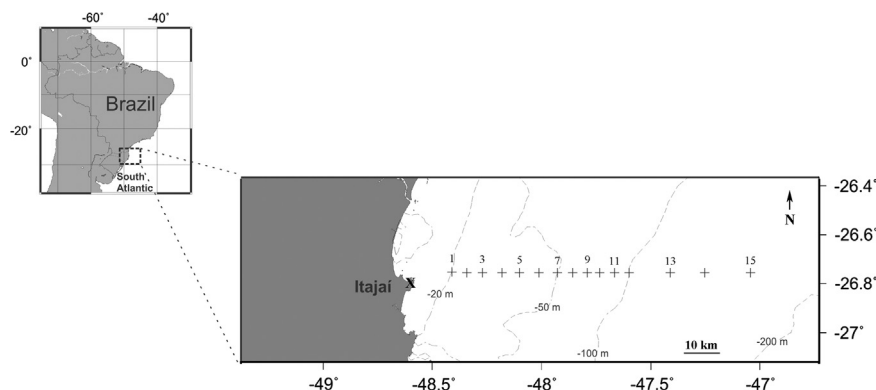 -60° -40°
0°
-20°
Brazil
South
Atlantic
-26.4°
-26.6°
-26.8°
-27°
N
1 3 5 7 9 11 13 15
Itajaí
X
-20 m
-50 m
-100 m
-200 m
10 km
-49° -48.5° -48° -47.5° -47°